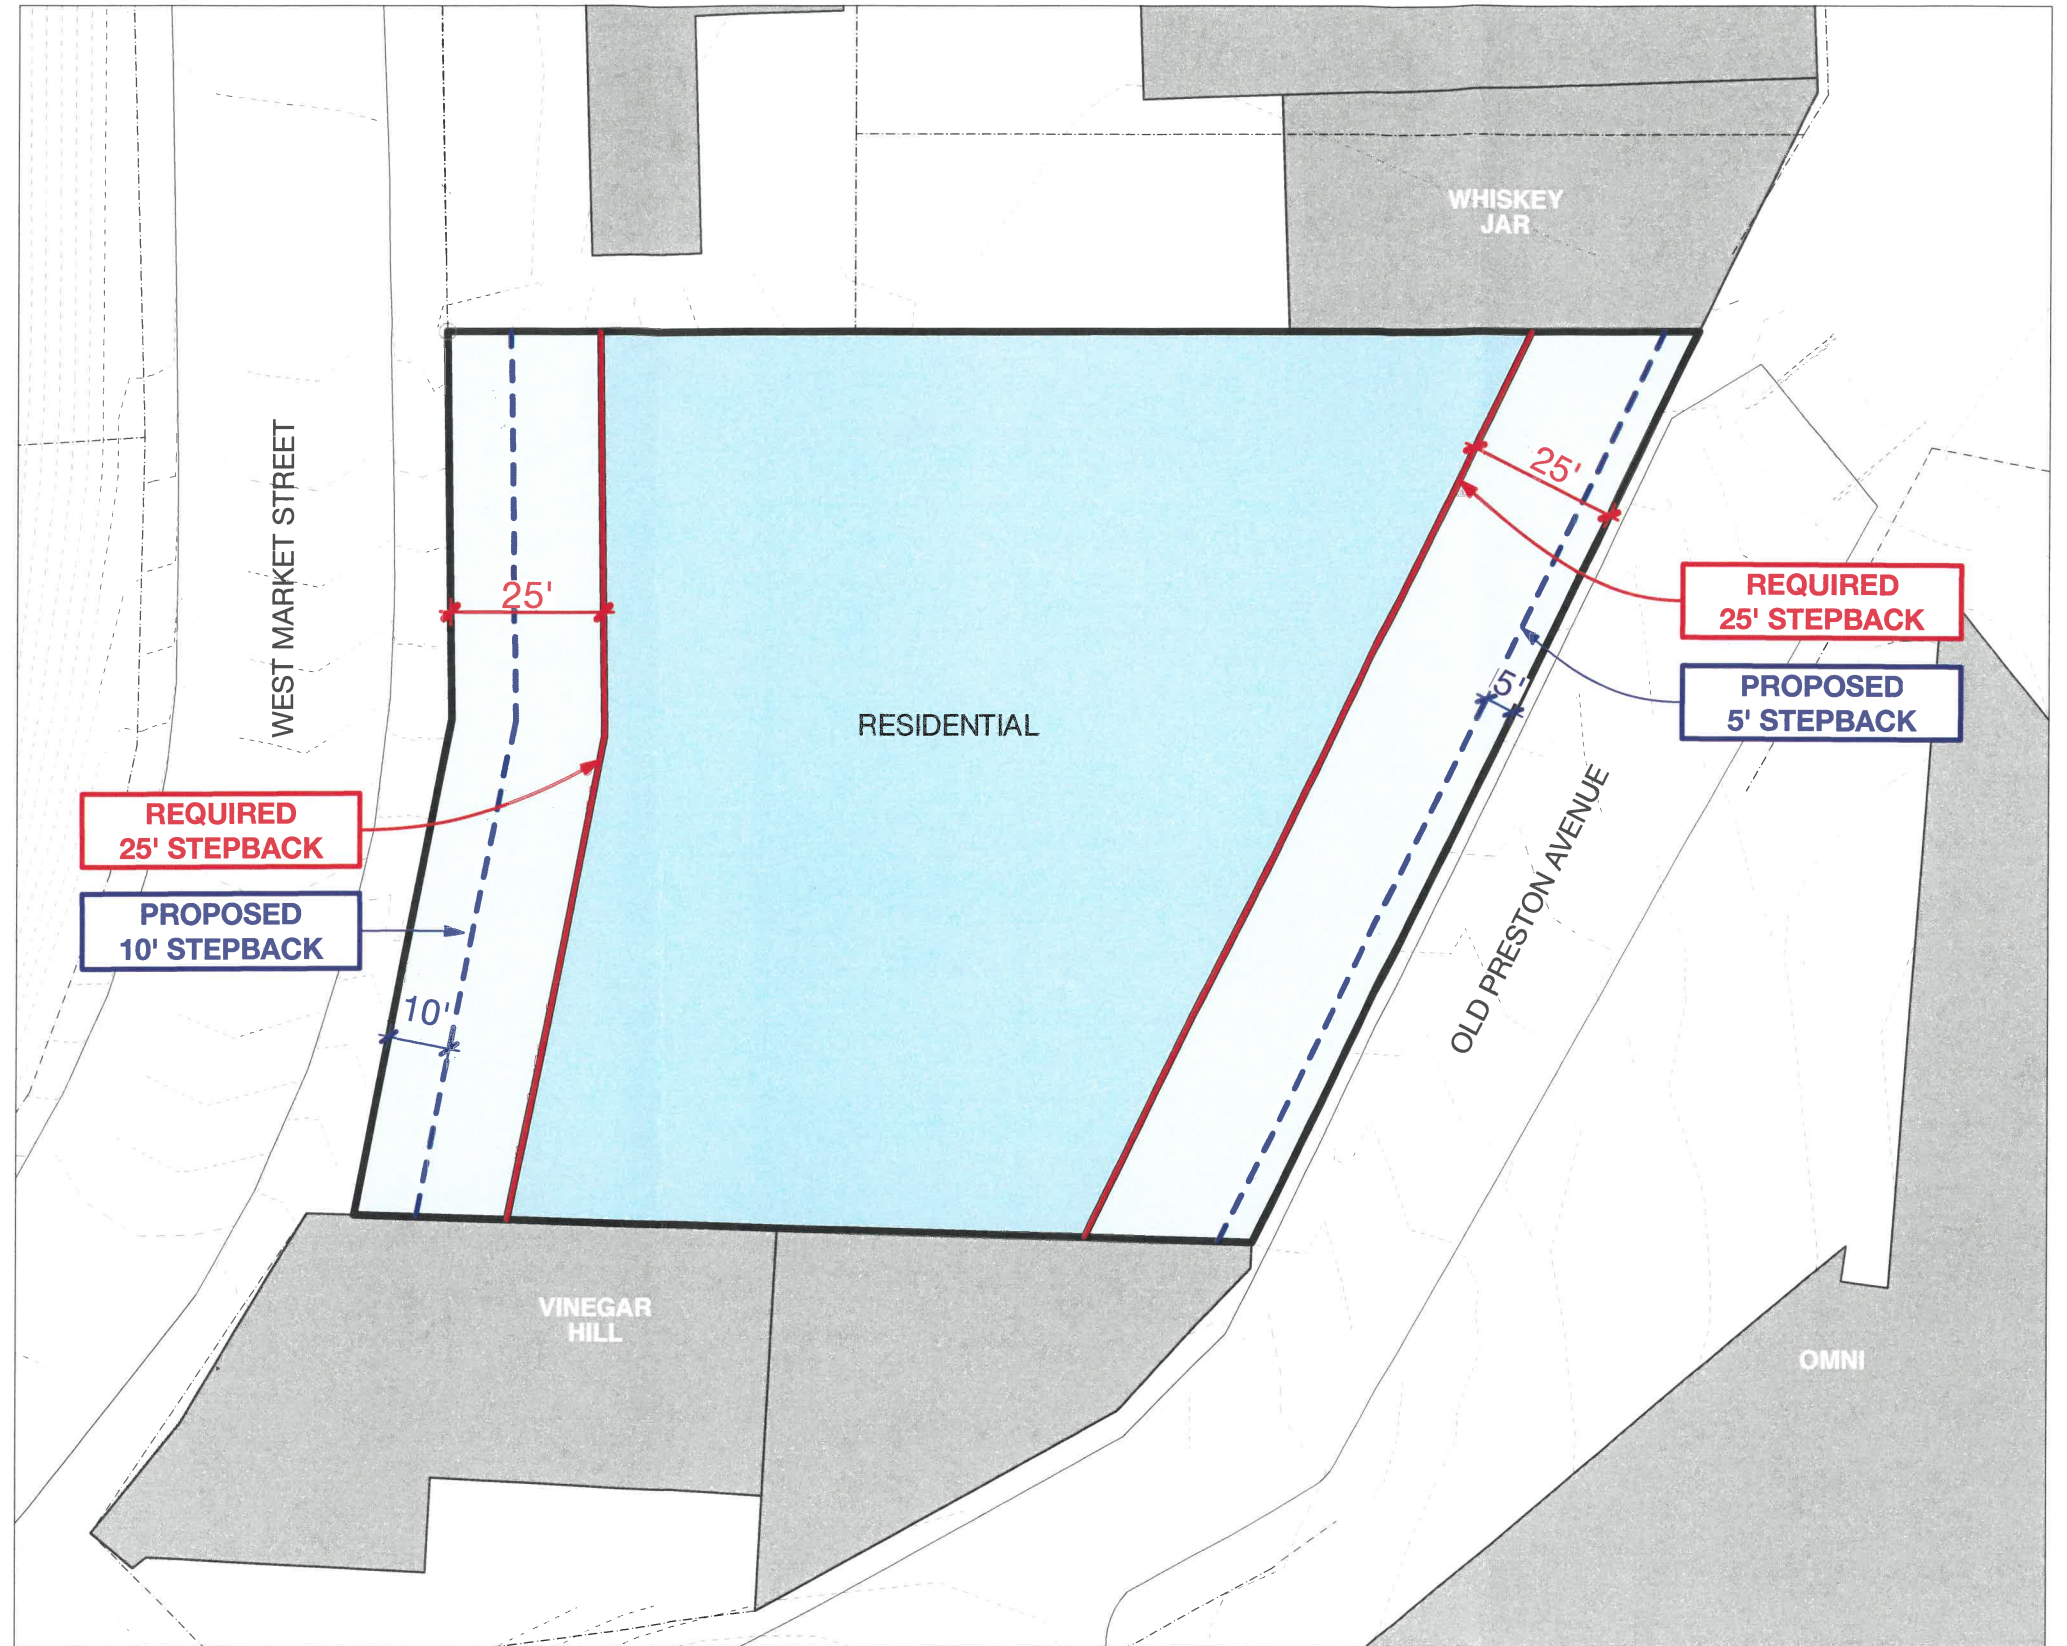 WHISKEY
JAR
WEST MARKET STREET
25'
25'
REQUIRED
25' STEPBACK
PROPOSED
5' STEPBACK
5'
RESIDENTIAL
REQUIRED
25' STEPBACK
PROPOSED
10' STEPBACK
10'
OLD PRESTON AVENUE
VINEGAR
HILL
OMNI